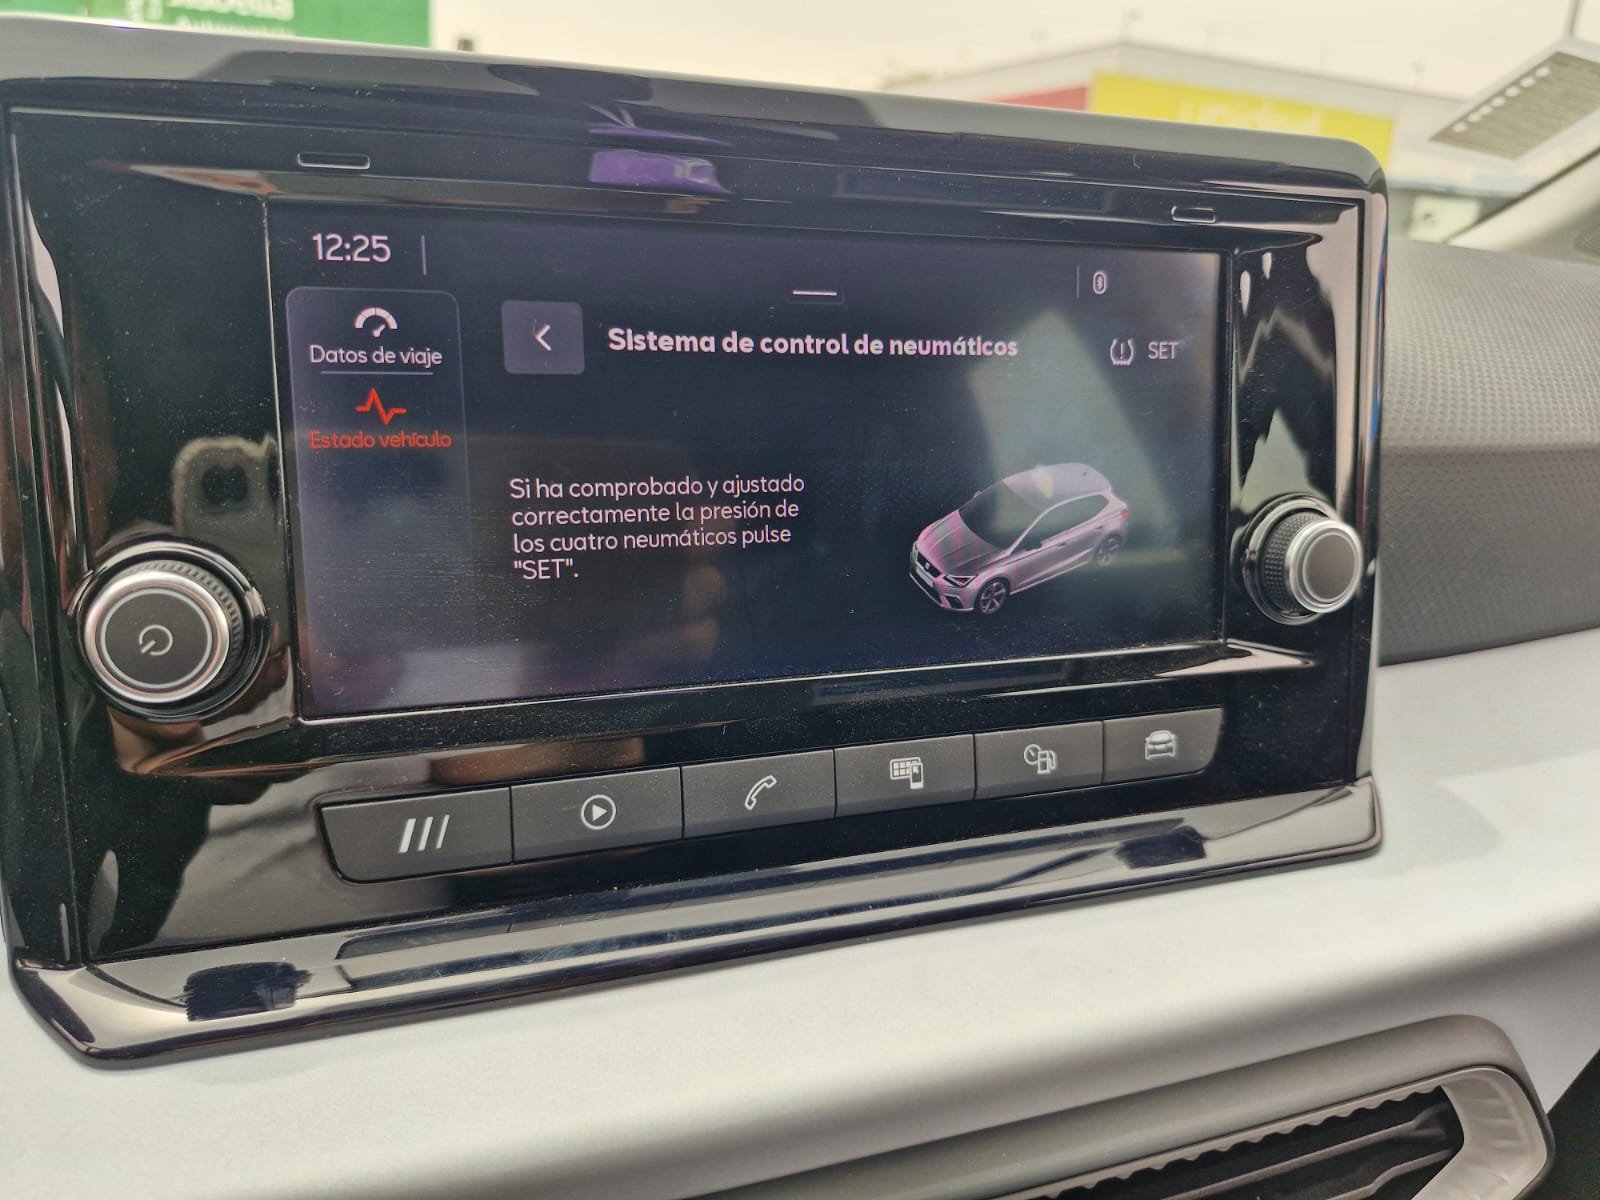 12:25
Datos de viaje
Estado vehículo
Sistema de control de neumáticos
SET
Si ha comprobado y ajustado
correctamente la presión de
los cuatro neumáticos pulse
"SET".